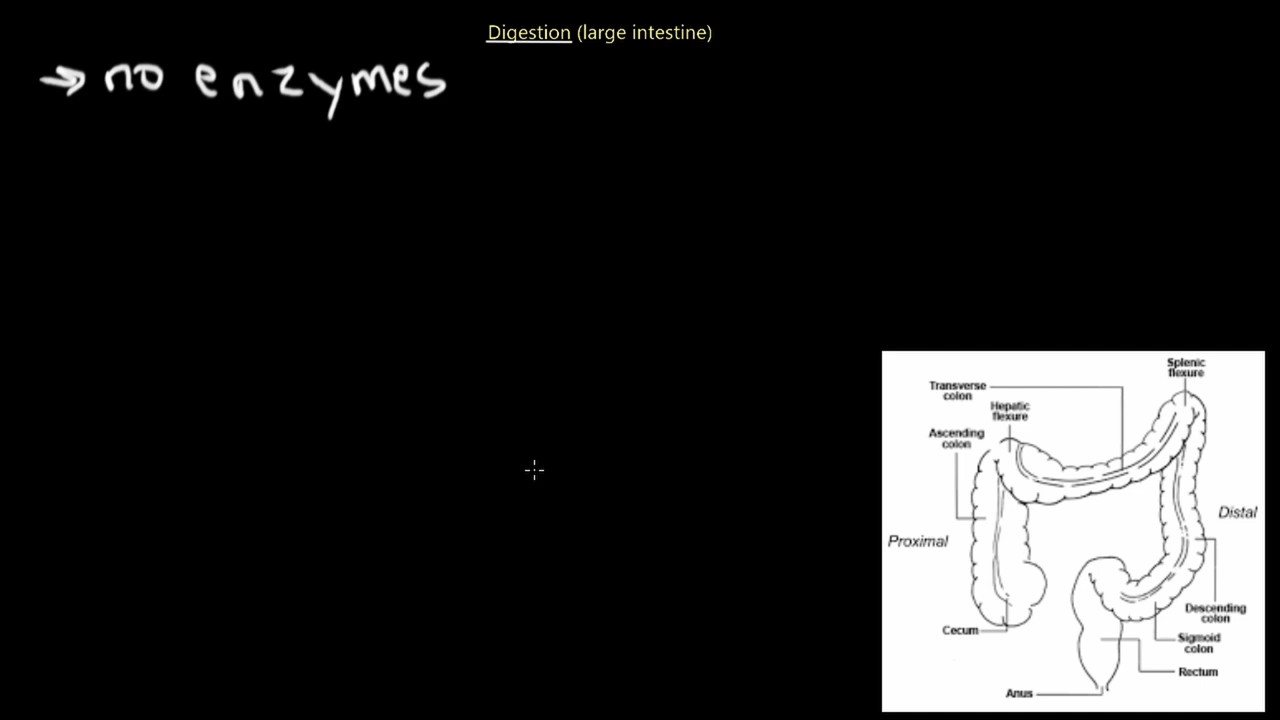 Digestion (large intestine)
→ no enzymes
Splenic
flexure
Transverse
colon
Hepatic
flexure
Ascending
colon
Distal
Proximal
Descending
colon
Cecum
Sigmoid
colon
Rectum
Anus